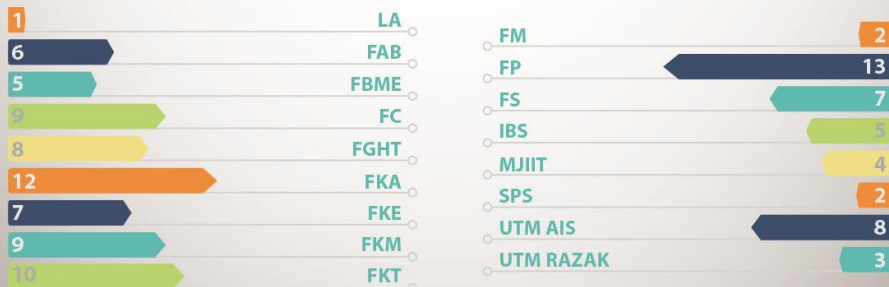 1 LA
6 FAB
5 FBME
9 FC
8 FGHT
12 FKA
7 FKE
9 FKM
10 FKT
FM 2
FP 13
FS 7
IBS 5
MJIIT 4
SPS 2
UTM AIS 8
UTM RAZAK 3